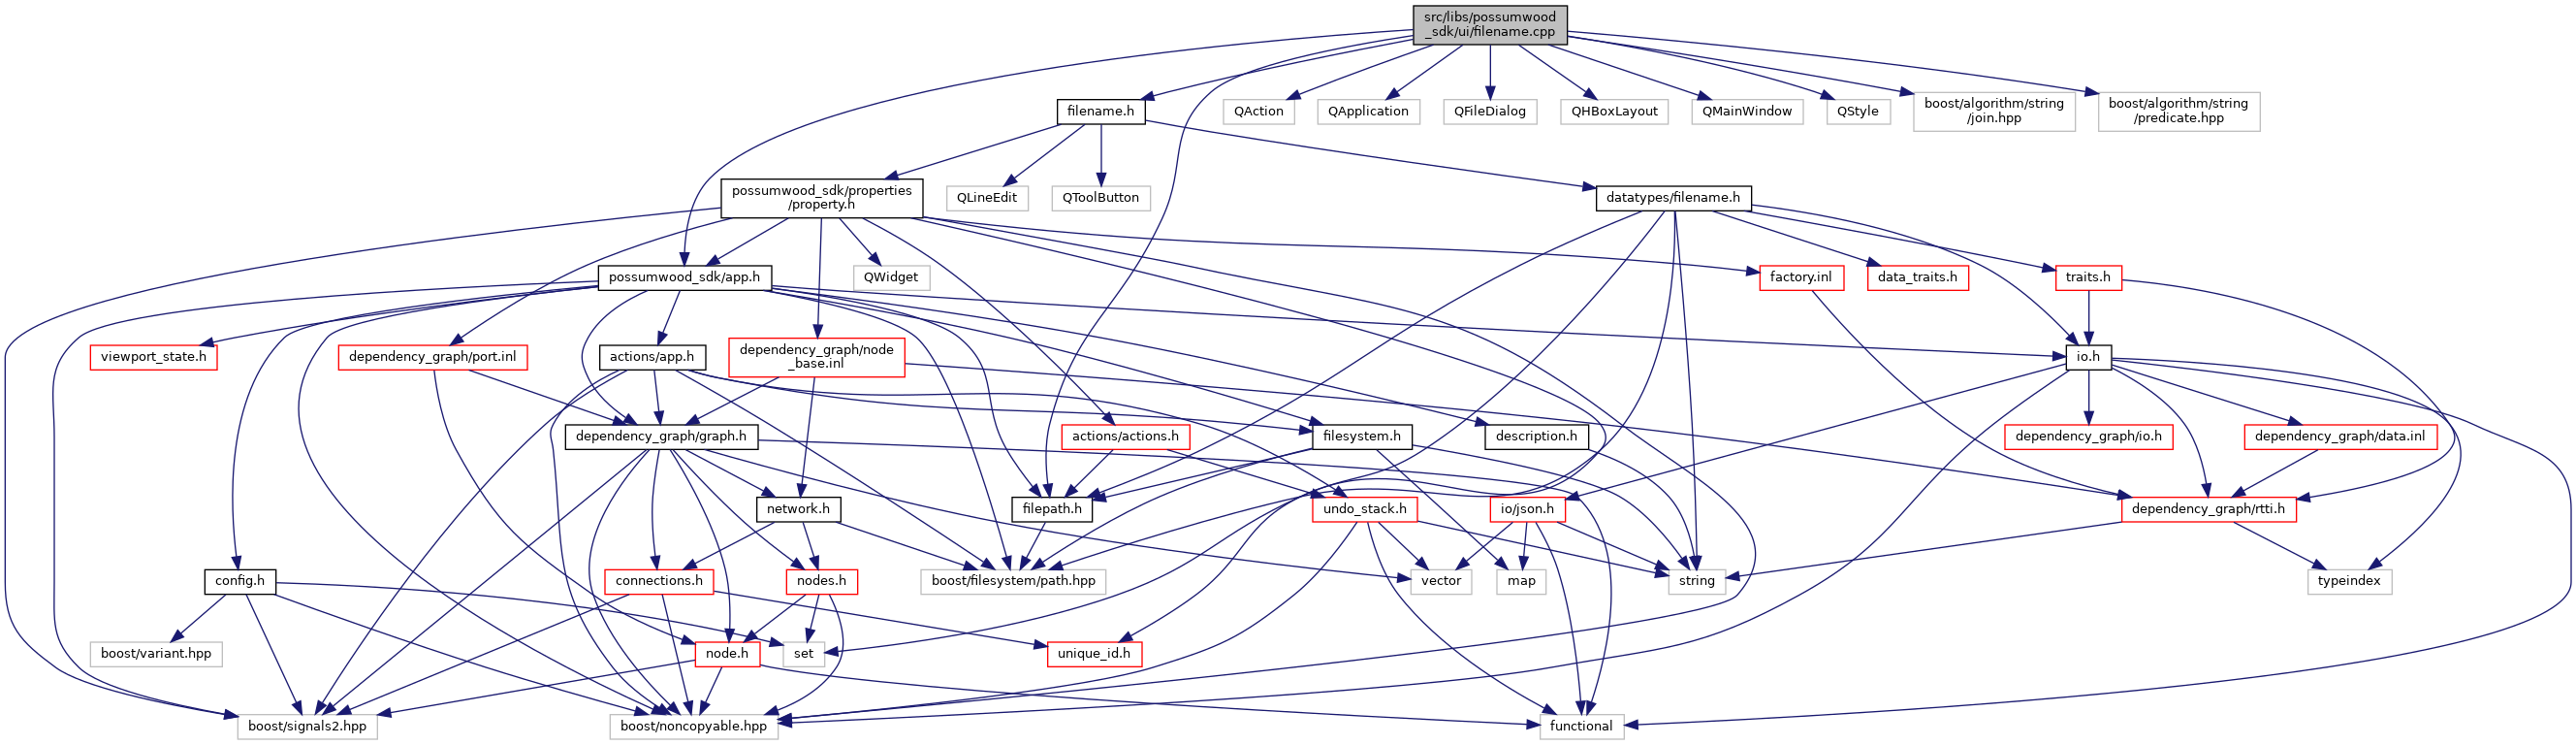 src/libs/possumwood
_sdk/ui/filename.cpp
filename.h
QAction
QApplication
QFileDialog
QHBoxLayout
QMainWindow
QStyle
boost/algorithm/string
/join.hpp
boost/algorithm/string
/predicate.hpp
possumwood_sdk/properties
/property.h
QLineEdit
QToolButton
datatypes/filename.h
possumwood_sdk/app.h
QWidget
factory.inl
data_traits.h
traits.h
viewport_state.h
dependency_graph/port.inl
actions/app.h
dependency_graph/node
_base.inl
io.h
dependency_graph/graph.h
actions/actions.h
filesystem.h
description.h
dependency_graph/io.h
dependency_graph/data.inl
network.h
filepath.h
undo_stack.h
io/json.h
dependency_graph/rtti.h
config.h
connections.h
nodes.h
boost/filesystem/path.hpp
vector
map
string
typeindex
boost/variant.hpp
node.h
set
unique_id.h
boost/signals2.hpp
boost/noncopyable.hpp
functional